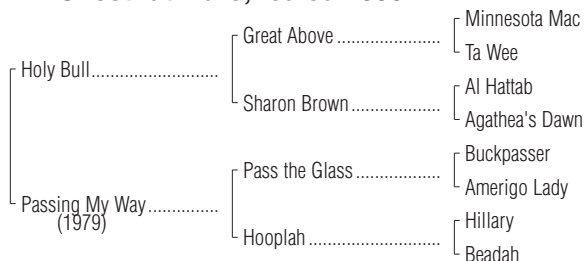 Minnesota Mac
Great Above
Ta Wee
Holy Bull
Al Hattab
Sharon Brown
Agathea's Dawn
Buckpasser
Pass the Glass
Amerigo Lady
Passing My Way
(1979)
Hillary
Hooplah
Beadah